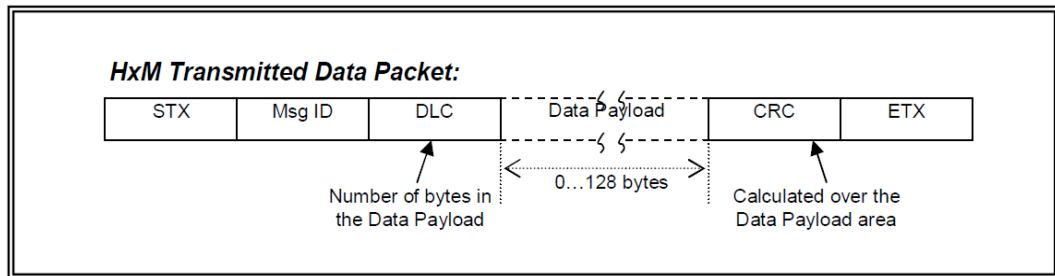 HxM Transmitted Data Packet:
STX Msg ID DLC Data Payload CRC ETX
0...128 bytes
Number of bytes in
the Data Payload
Calculated over the
Data Payload area